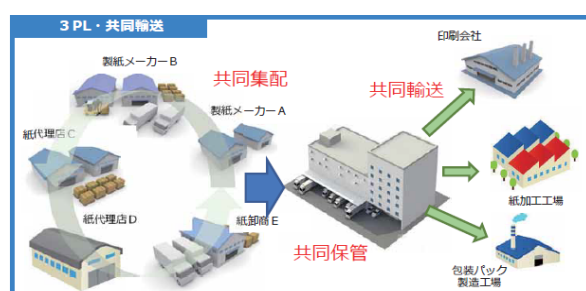 3PL・共同輸送
製紙メーカーB
共同集配
製紙メーカーA
紙代理店C
紙代理店D
紙卸商E
共同保管
共同輸送
印刷会社
紙加工工場
包装パック
製造工場